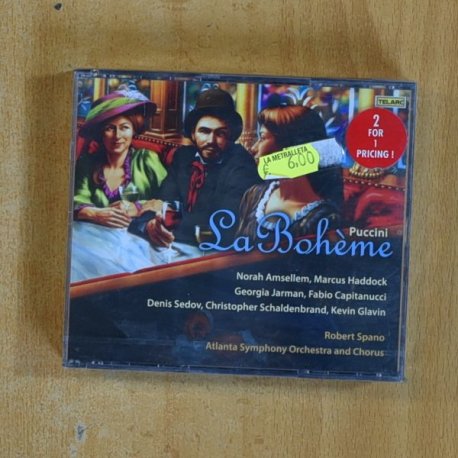 TELARC
2
FOR
1
PRICING !
LA METRALLETA
€ 6,00
Puccini
La Bohème
Norah Amsellem, Marcus Haddock
Georgia Jarman, Fabio Capitanucci
Denis Sedov, Christopher Schaldenbrand, Kevin Glavin
Robert Spano
Atlanta Symphony Orchestra and Chorus